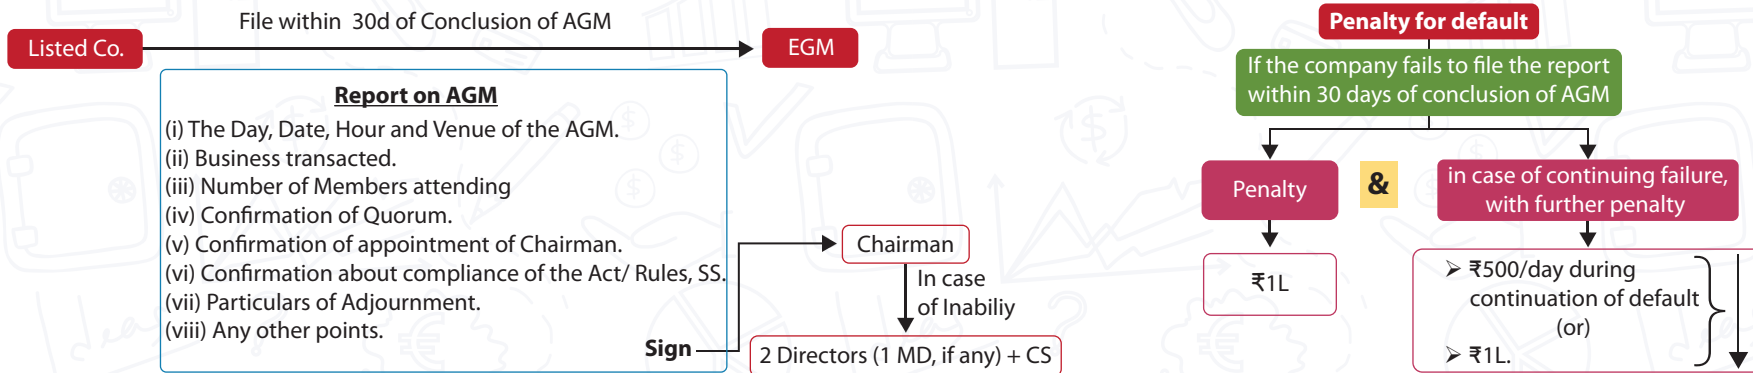 File within 30d of Conclusion of AGM
Listed Co.
EGM
Report on AGM
(i) The Day, Date, Hour and Venue of the AGM.
(ii) Business transacted.
(iii) Number of Members attending
(iv) Confirmation of Quorum.
(v) Confirmation of appointment of Chairman.
(vi) Confirmation about compliance of the Act/ Rules, SS.
(vii) Particulars of Adjournment.
(viii) Any other points.
Sign
Chairman
In case
of Inabiliy
2 Directors (1 MD, if any) + CS
Penalty for default
If the company fails to file the report
within 30 days of conclusion of AGM
Penalty
&
in case of continuing failure,
with further penalty
₹1L
➢ ₹500/day during
continuation of default
(or)
➢ ₹1L.